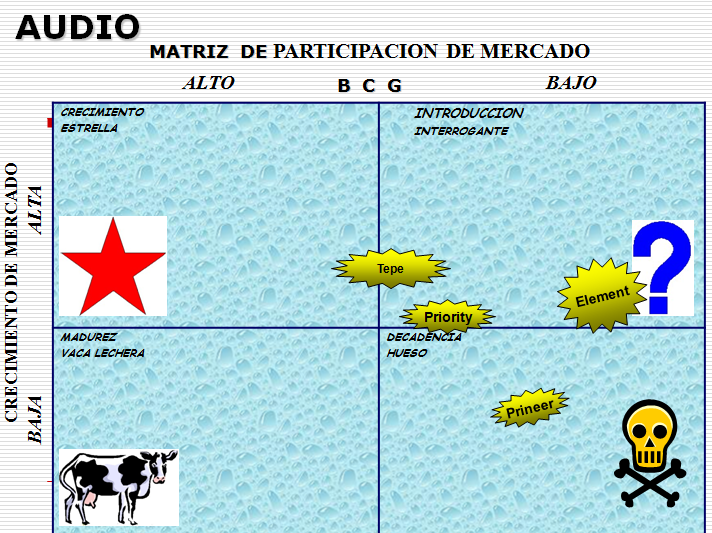 AUDIO
MATRIZ DE PARTICIPACION DE MERCADO
ALTO
B C G
BAJO
CRECIMIENTO
ESTRELLA
INTRODUCCION
INTERROGANTE
CRECIMIENTO DE MERCADO
ALTA
?
Tepe
Element
Priority
MADUREZ
VACA LECHERA
DECADENCIA
HUESO
BAJA
Prineer